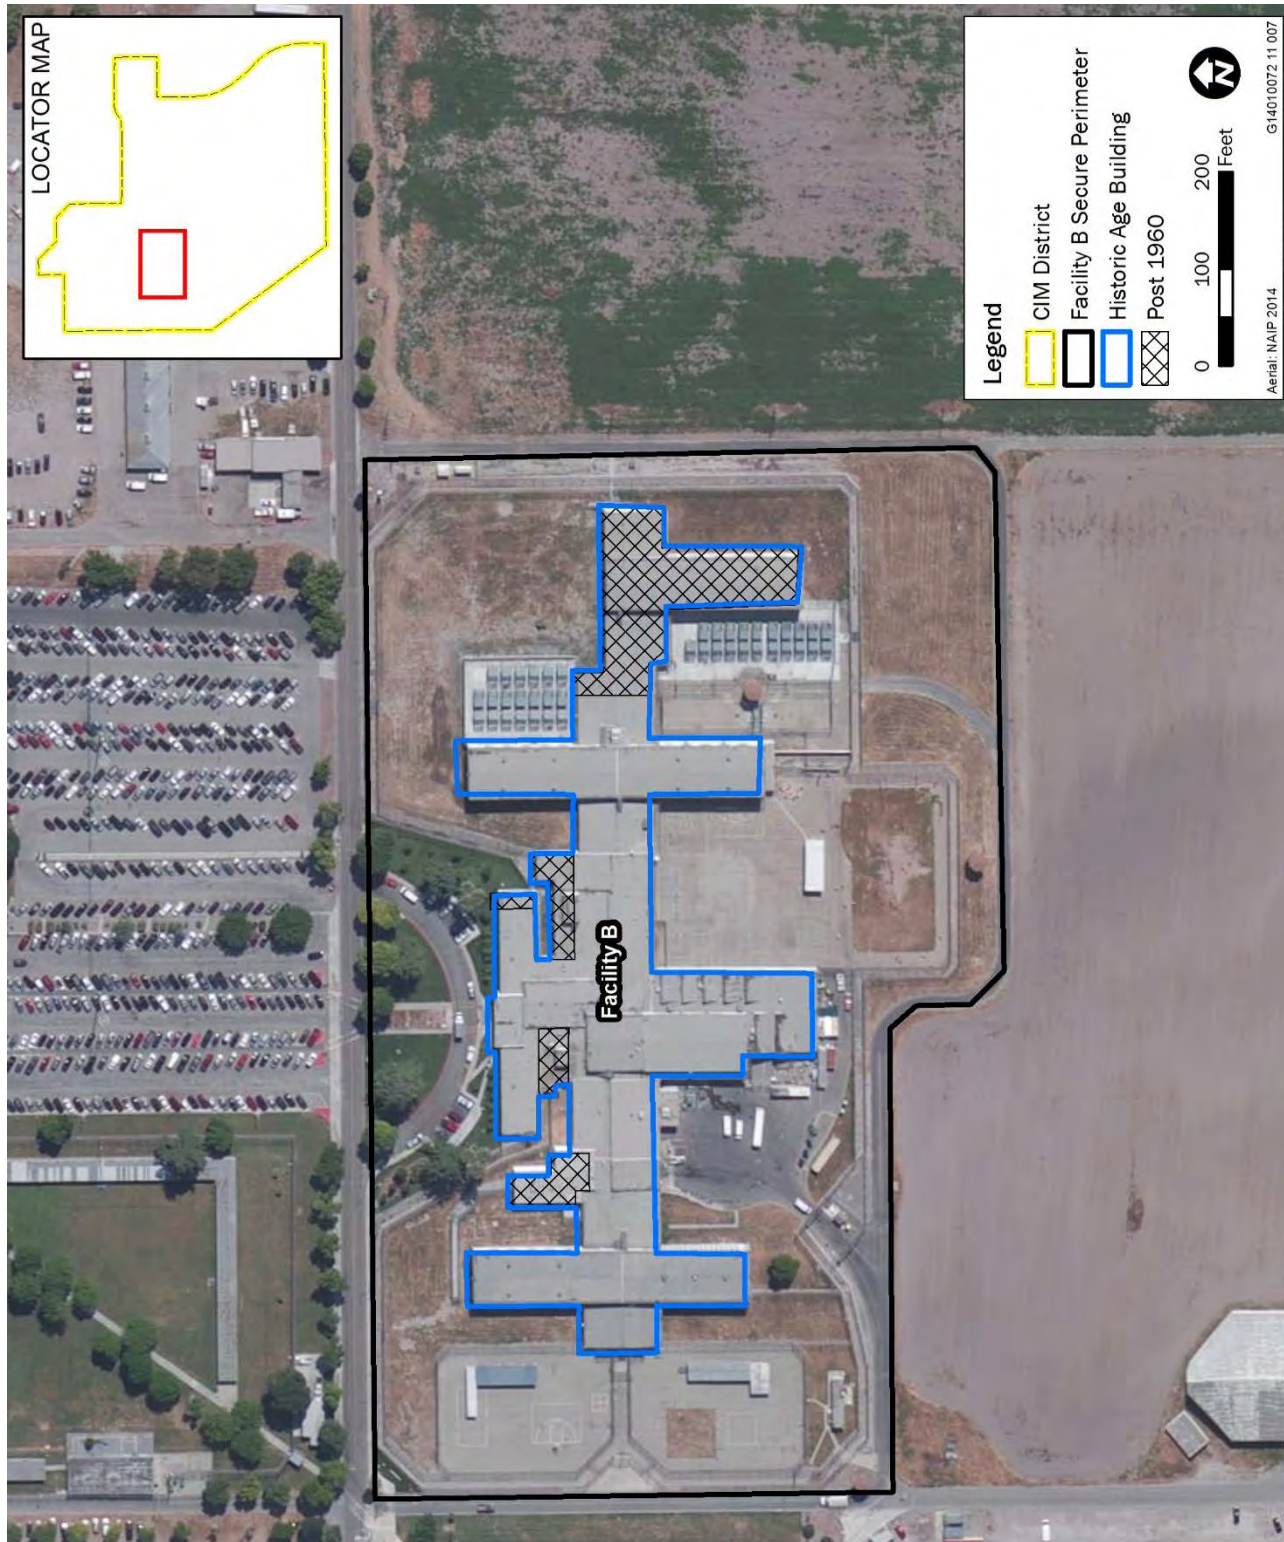 LOCATOR MAP
Facility B
Legend
CIM District
Facility B Secure Perimeter
Historic Age Building
Post 1960
N
0 100 200
Feet
Aerial: NAIP 2014
G14010072 11 007